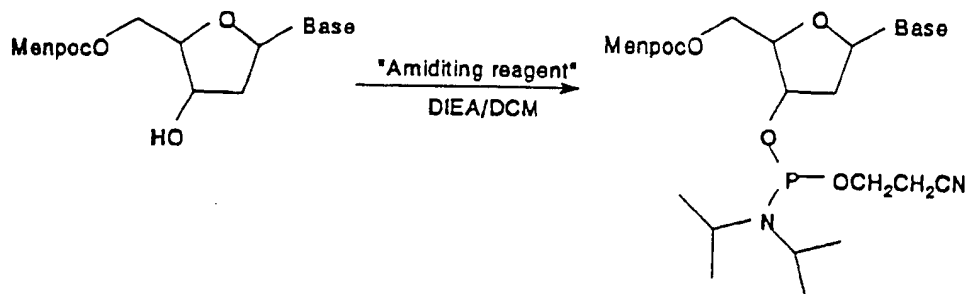 MenpocO O Base
HO
"Amiditing reagent"
DIEA/DCM
MenpocO O Base
O
P OCH₂CH₂CN
N